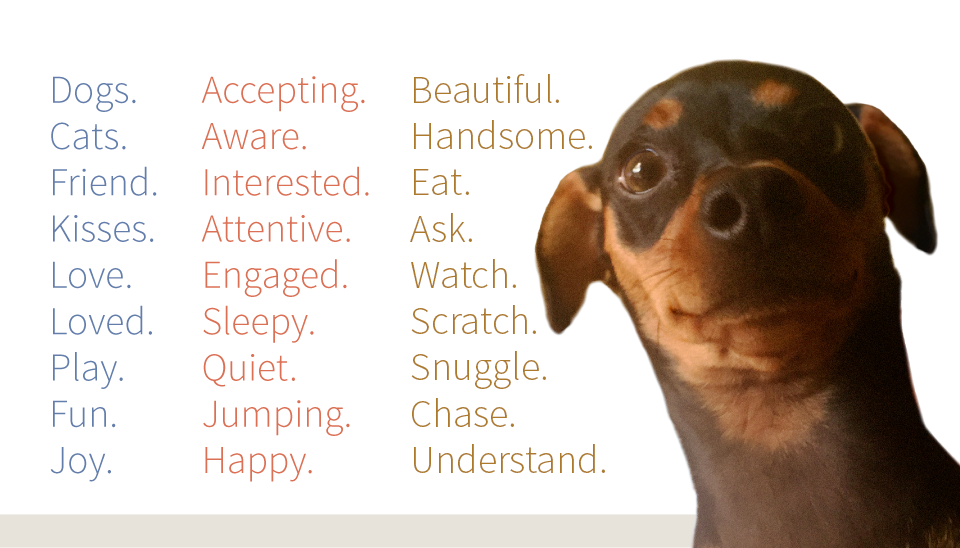 Dogs.
Cats.
Friend.
Kisses.
Love.
Loved.
Play.
Fun.
Joy.
Accepting.
Aware.
Interested.
Attentive.
Engaged.
Sleepy.
Quiet.
Jumping.
Happy.
Beautiful.
Handsome.
Eat.
Ask.
Watch.
Scratch.
Snuggle.
Chase.
Understand.